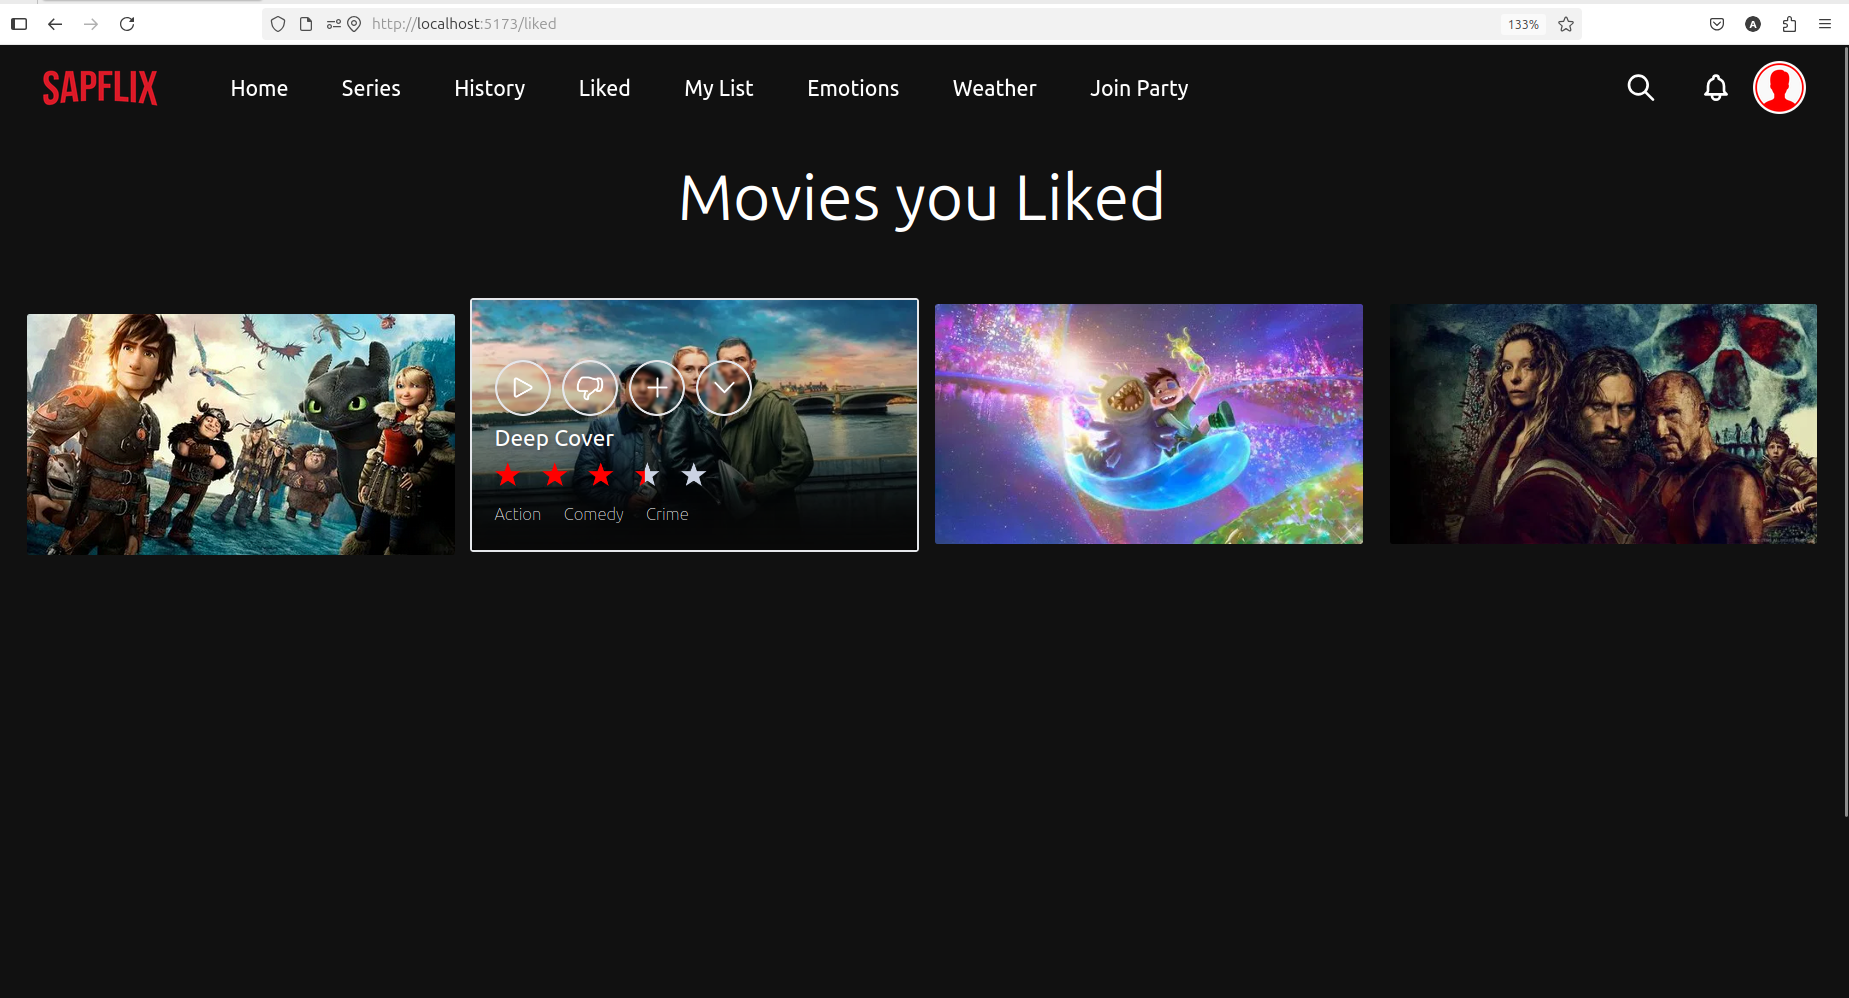 http://localhost:5173/liked
133%
A
SAPFLIX
Home Series History Liked My List Emotions Weather Join Party
Movies you Liked
Deep Cover
Action Comedy Crime